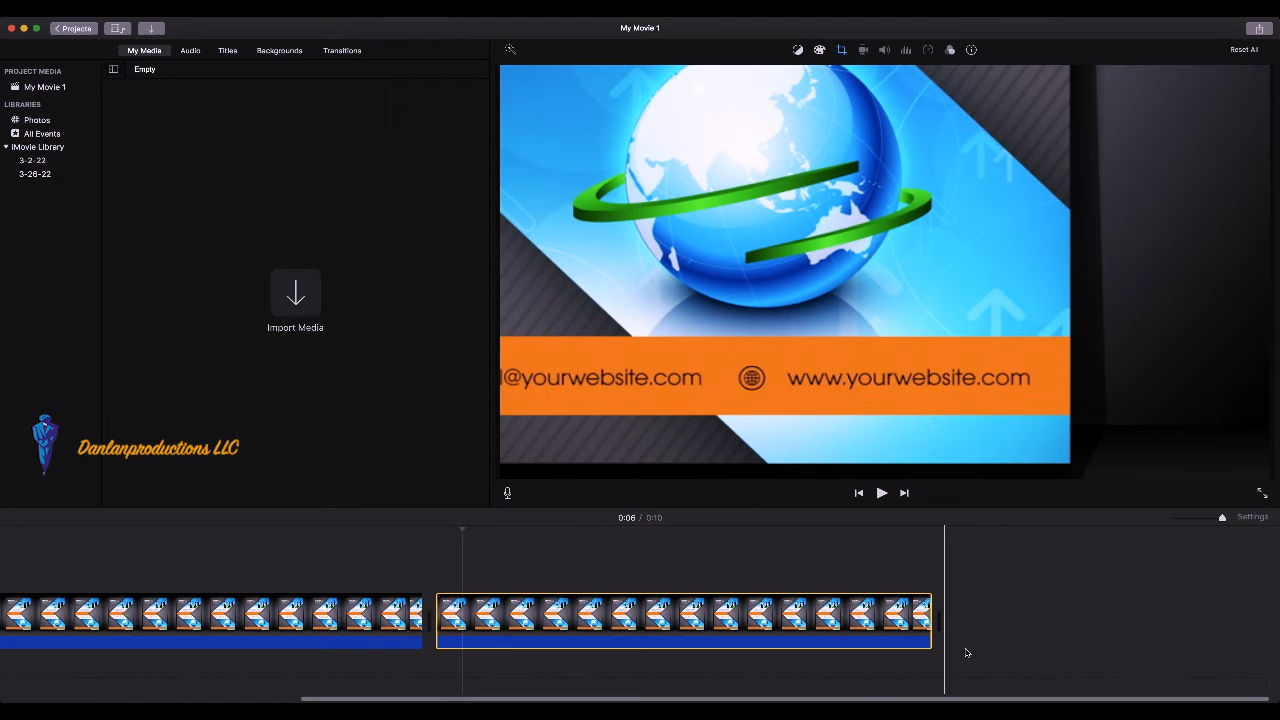 Projects
My Movie 1
My Media
Audio
Titles
Backgrounds
Transitions
Reset All
PROJECT MEDIA
Empty
My Movie 1
LIBRARIES
Photos
All Events
iMovie Library
3-2-22
3-26-22
Import Media
l@yourwebsite.com
www.yourwebsite.com
Danlanproductions LLC
0:06 / 0:10
Settings